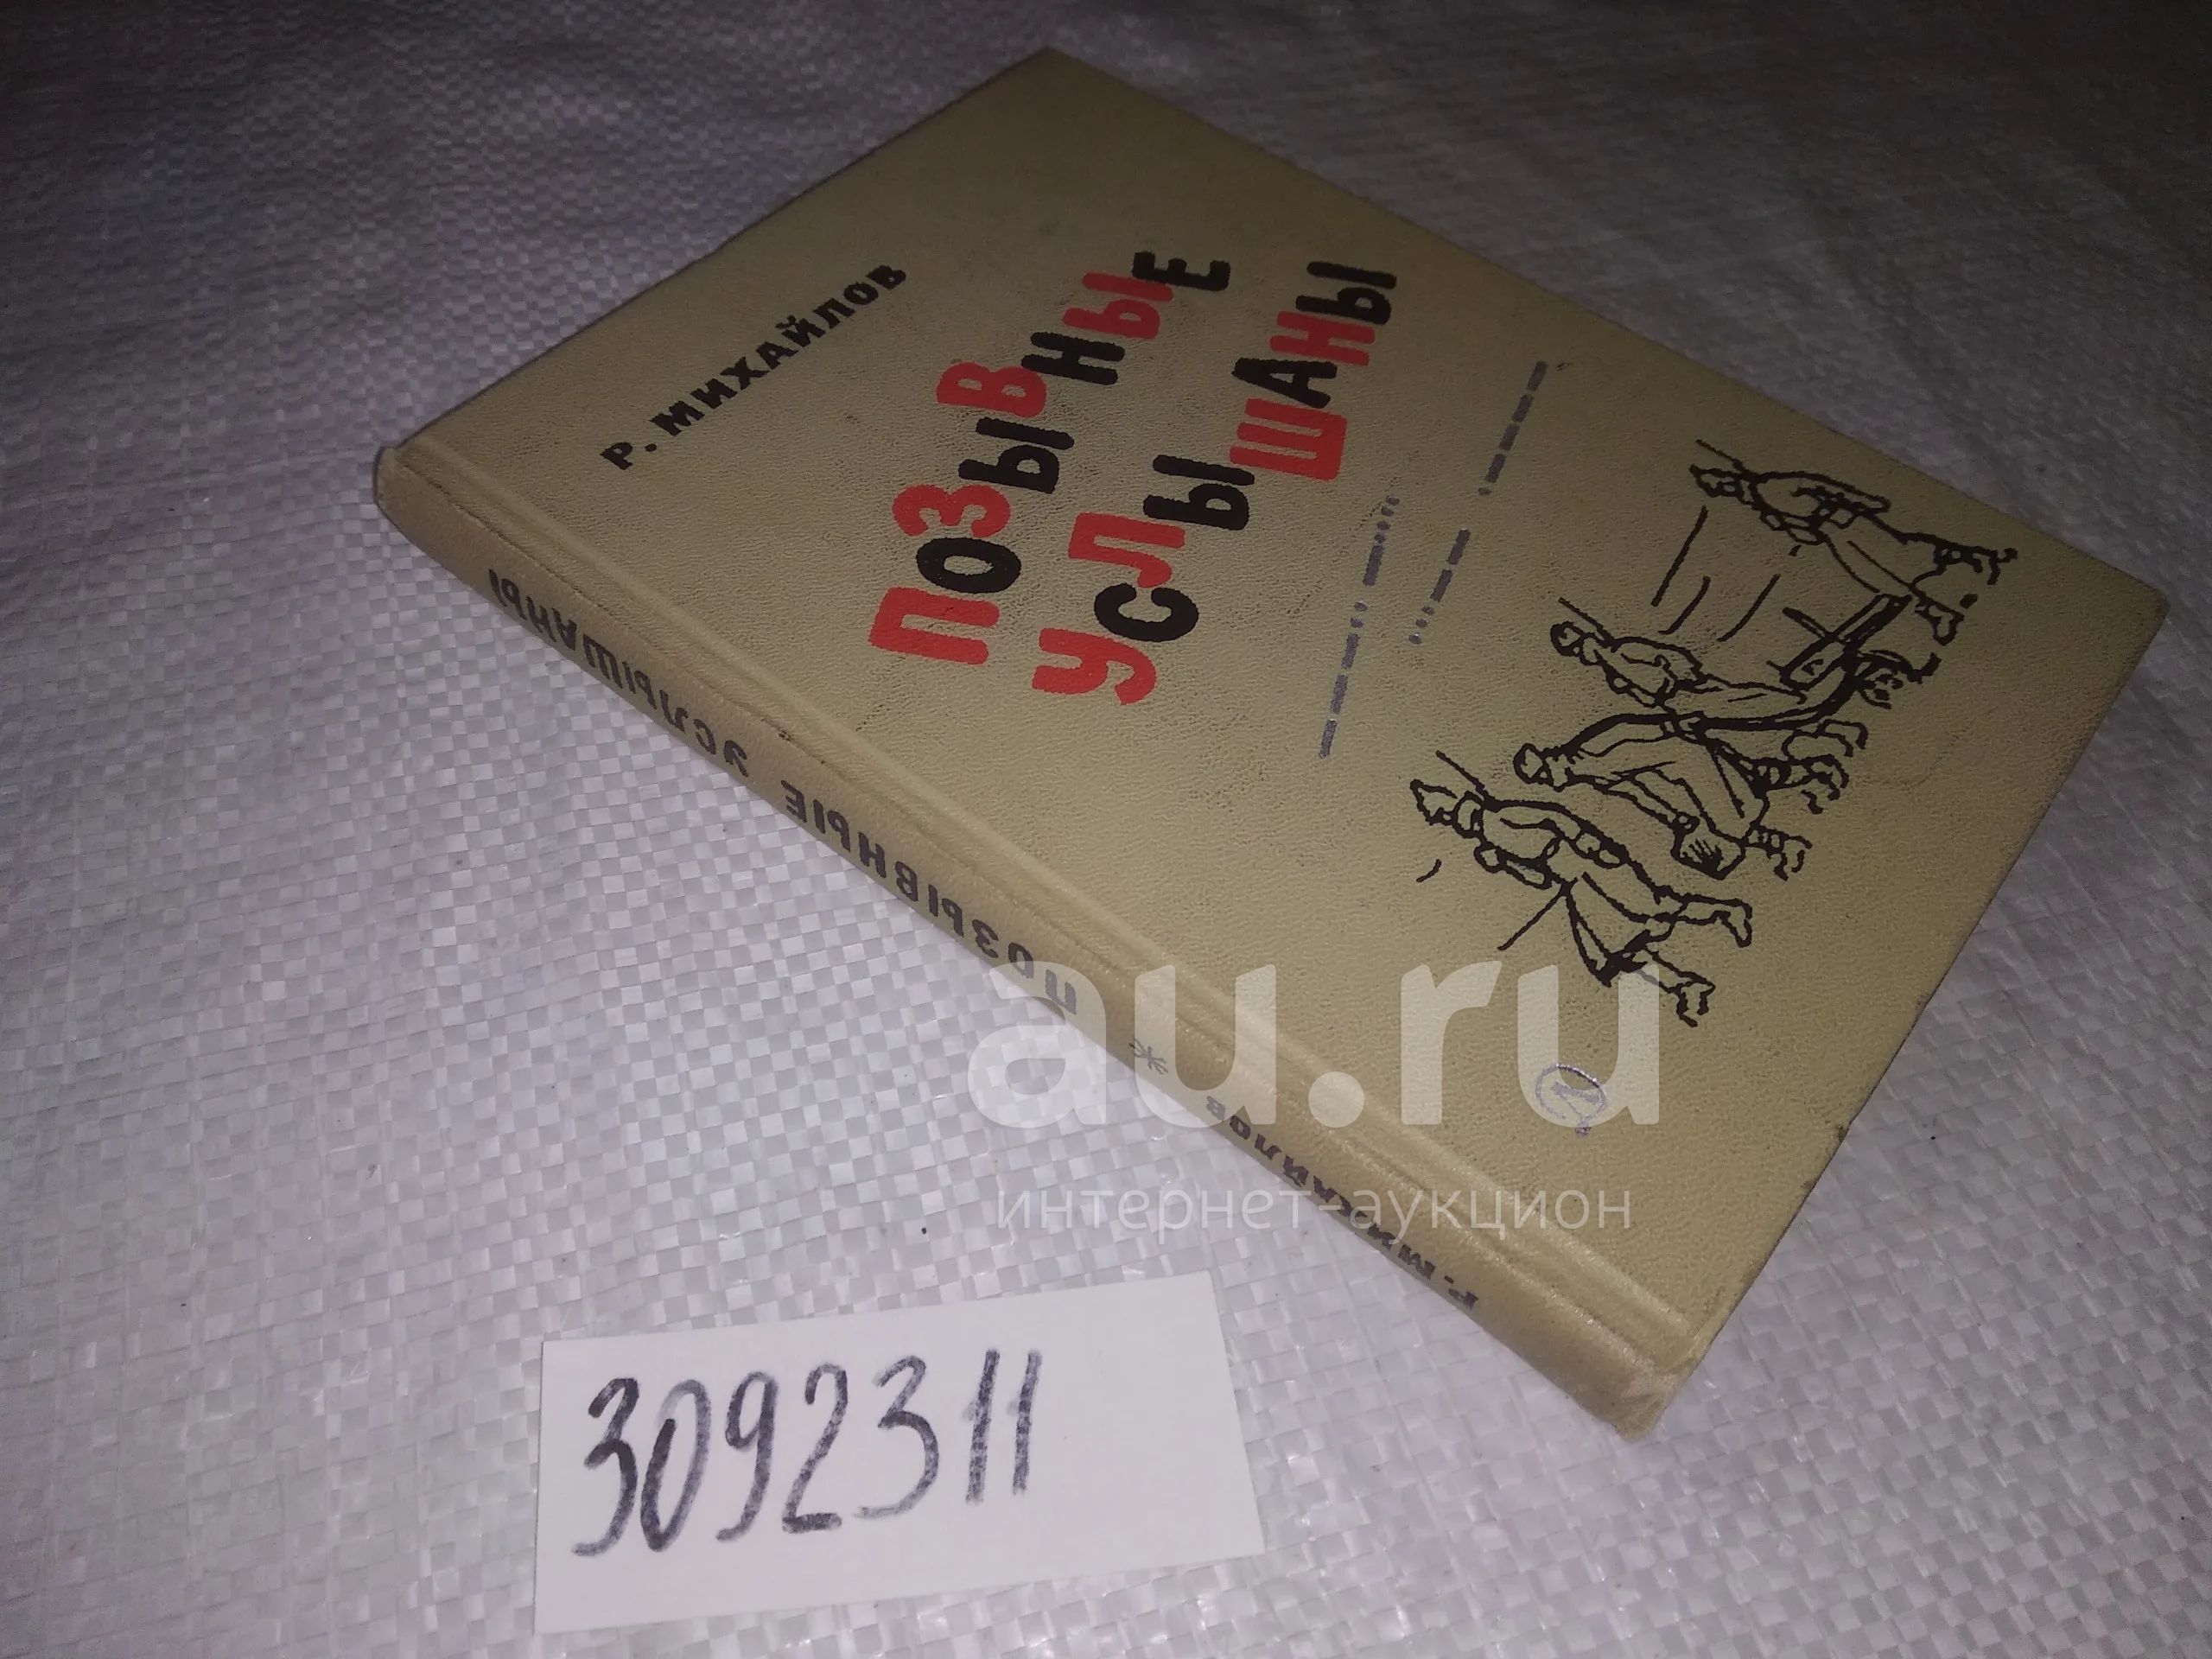 Р. МИХАЙЛОВ
ПОЗЫВНЫЕ
УСЛЫШАНЫ
Р. МИХАЙЛОВ * ПОЗЫВНЫЕ УСЛЫШАНЫ
au.ru
интернет-аукцион
3092311